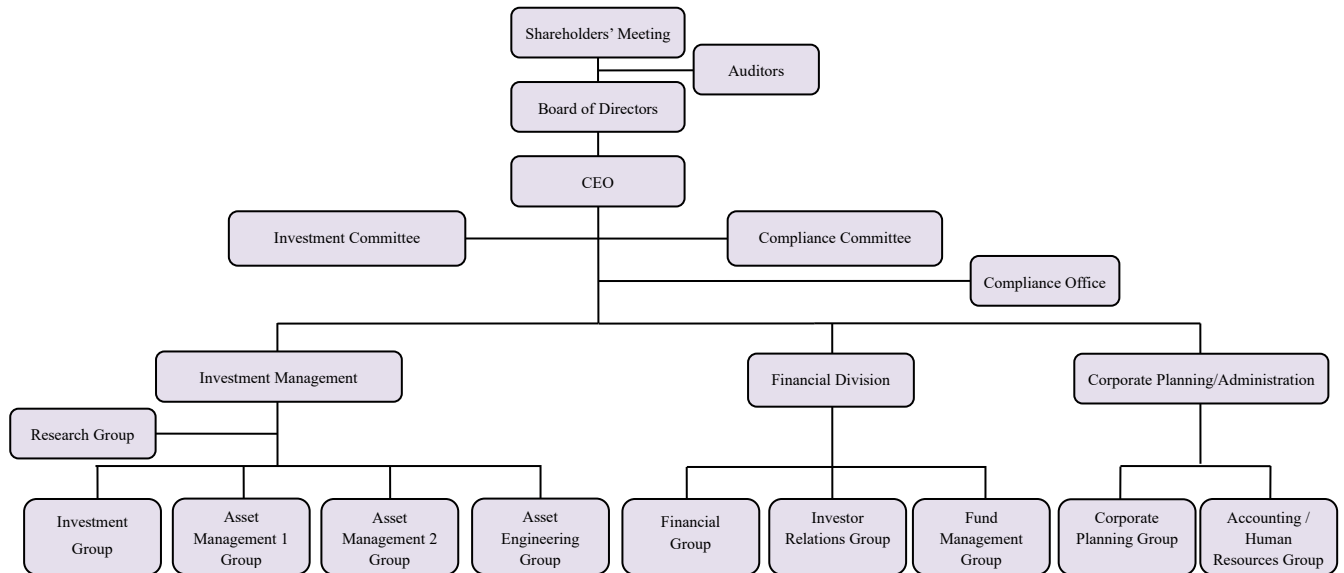 Shareholders’ Meeting
Auditors
Board of Directors
CEO
Investment Committee
Compliance Committee
Compliance Office
Investment Management
Financial Division
Corporate Planning/Administration
Research Group
Investment
Group
Asset
Management 1
Group
Asset
Management 2
Group
Asset
Engineering
Group
Financial
Group
Investor
Relations Group
Fund
Management
Group
Corporate
Planning Group
Accounting /
Human
Resources Group